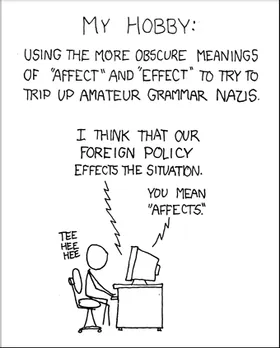 MY HOBBY:
USING THE MORE OBSCURE MEANINGS
OF "AFFECT" AND "EFFECT" TO TRY TO
TRIP UP AMATEUR GRAMMAR NAZIS.
I THINK THAT OUR
FOREIGN POLICY
EFFECTS THE SITUATION.
YOU MEAN
"AFFECTS."
TEE
HEE
HEE